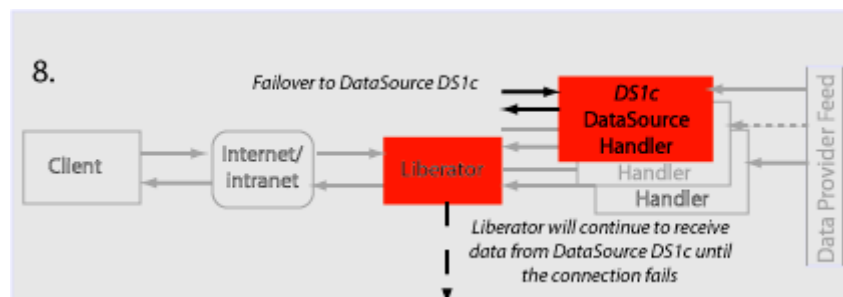 8.
Failover to DataSource DS1c
DS1c
DataSource
Handler
Handler
Handler
Client
Internet/
intranet
Liberator
Data Provider Feed
Liberator will continue to receive
data from DataSource DS1c until
the connection fails